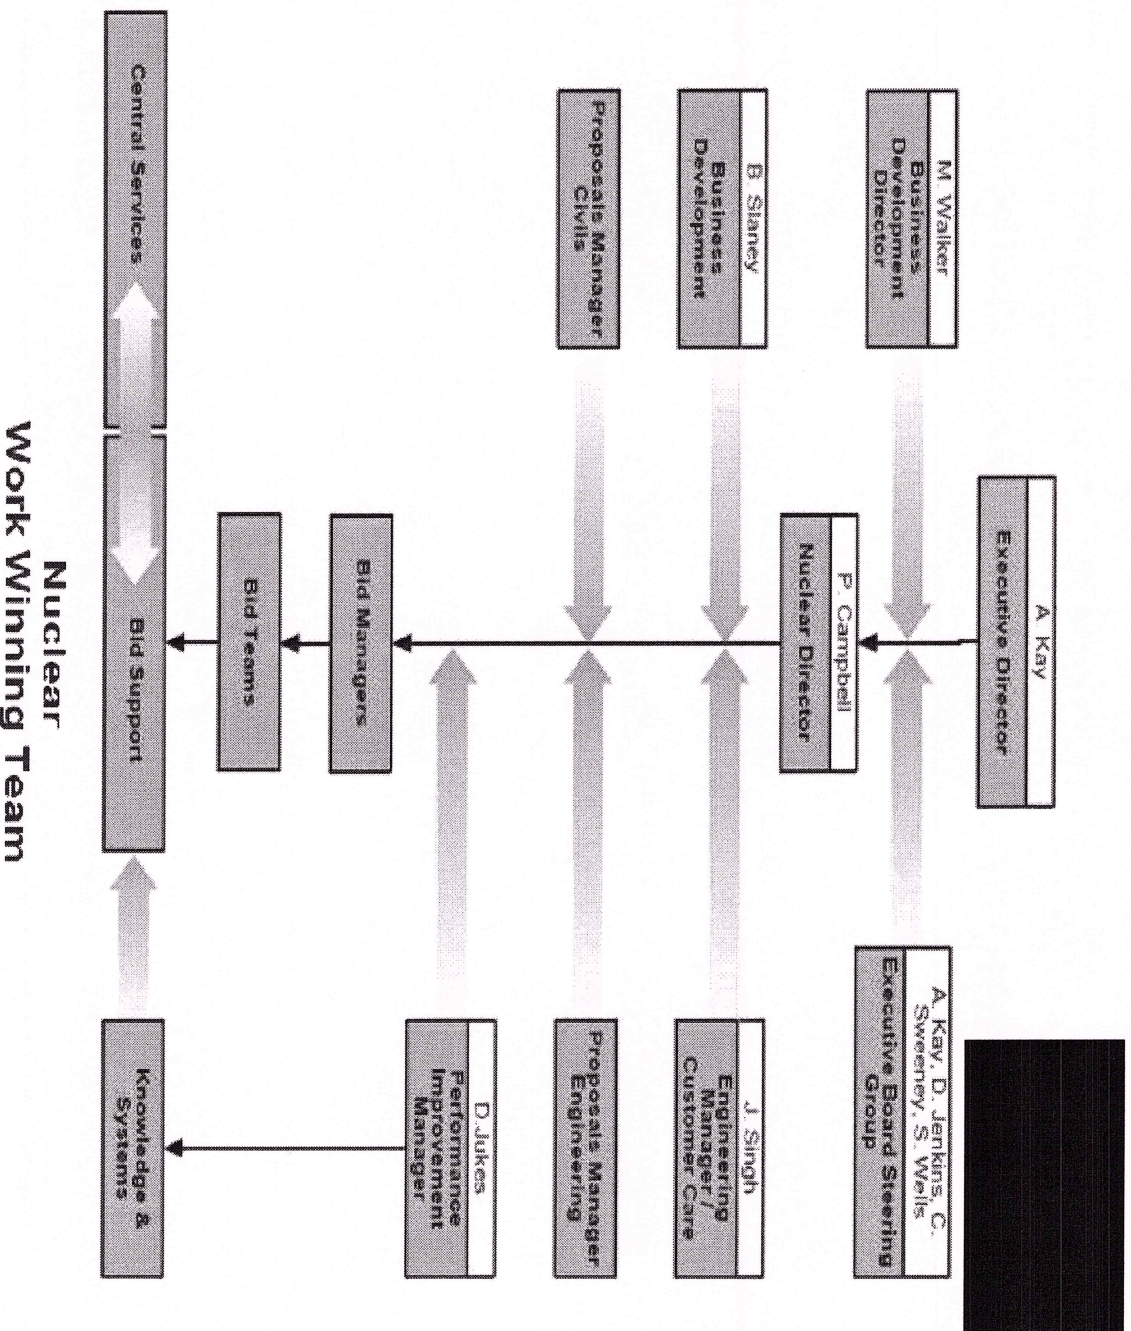 A. Kay
Executive Director
M. Walker
Business
Development
Director
A. Kay, D. Jenkins, C.
Sweeney, S. Wells
Executive Board Steering
Group
P. Campbell
Nuclear Director
B. Slaney
Business
Development
J. Singh
Engineering
Manager /
Customer Care
Proposals Manager
Civils
Proposals Manager
Engineering
D.Jukes
Performance
Improvement
Manager
Bid Managers
Bid Teams
Central Services
Bid Support
Knowledge &
Systems
Nuclear
Work Winning Team